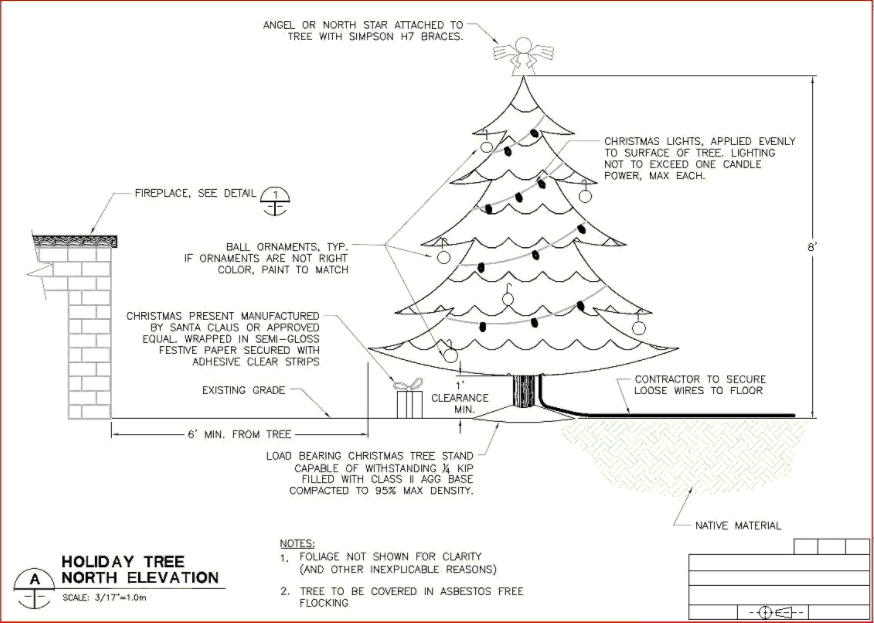 ANGEL OR NORTH STAR ATTACHED TO
TREE WITH SIMPSON H7 BRACES.
CHRISTMAS LIGHTS, APPLIED EVENLY
TO SURFACE OF TREE. LIGHTING
NOT TO EXCEED ONE CANDLE
POWER, MAX EACH.
FIREPLACE, SEE DETAIL
1
BALL ORNAMENTS, TYP.
IF ORNAMENTS ARE NOT RIGHT
COLOR, PAINT TO MATCH
8'
CHRISTMAS PRESENT MANUFACTURED
BY SANTA CLAUS OR APPROVED
EQUAL. WRAPPED IN SEMI-GLOSS
FESTIVE PAPER SECURED WITH
ADHESIVE CLEAR STRIPS
EXISTING GRADE
1'
CLEARANCE
MIN.
CONTRACTOR TO SECURE
LOOSE WIRES TO FLOOR
6' MIN. FROM TREE
LOAD BEARING CHRISTMAS TREE STAND
CAPABLE OF WITHSTANDING ¼ KIP
FILLED WITH CLASS II AGG BASE
COMPACTED TO 95% MAX DENSITY.
NATIVE MATERIAL
A
HOLIDAY TREE
NORTH ELEVATION
SCALE: 3/17"=1.0m
NOTES:
1. FOLIAGE NOT SHOWN FOR CLARITY
(AND OTHER INEXPLICABLE REASONS)
2. TREE TO BE COVERED IN ASBESTOS FREE
FLOCKING